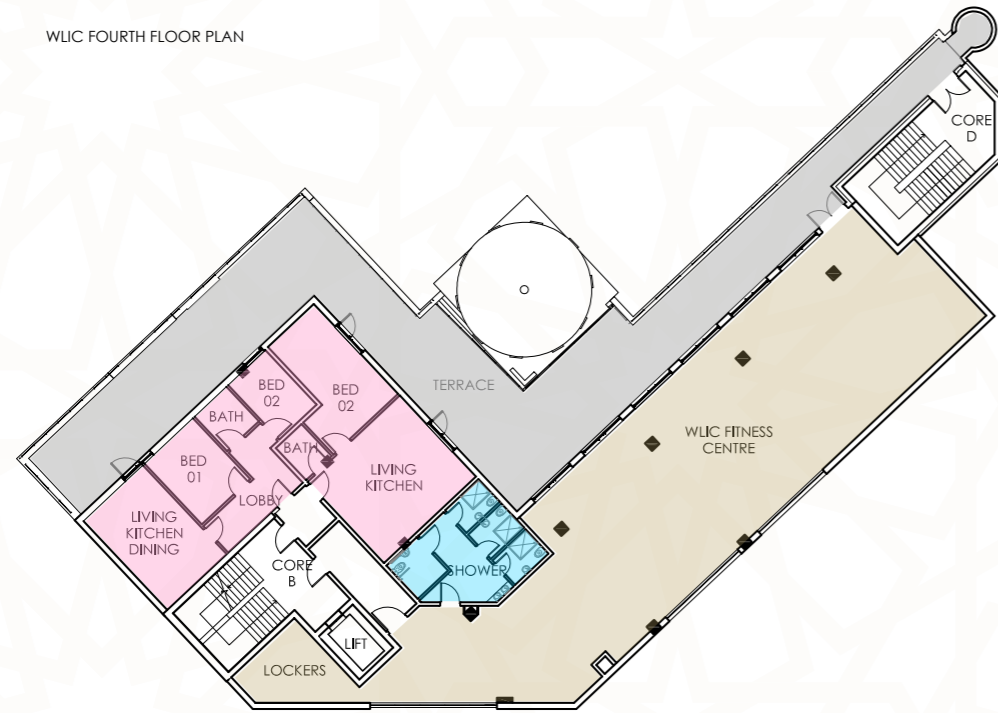 WLIC FOURTH FLOOR PLAN
CORE
D
TERRACE
BED
02
BED
02
BATH
BATH
WLIC FITNESS
CENTRE
BED
01
LIVING
KITCHEN
LOBBY
LIVING
KITCHEN
DINING
CORE
B
SHOWER
LIFT
LOCKERS